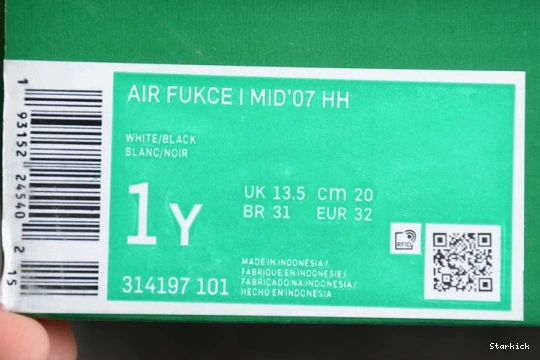 AIR FUKCE I MID'07 HH
WHITE/BLACK
BLANC/NOIR
1Y
UK 13.5 cm 20
BR 31 EUR 32
RFID
MADE IN INDONESIA/
FABRIQUE EN INDONESIE/
FABRICADO NA INDONESIA/
HECHO EN INDONESIA
314197 101
1 93152 24540 2 15
Starkick